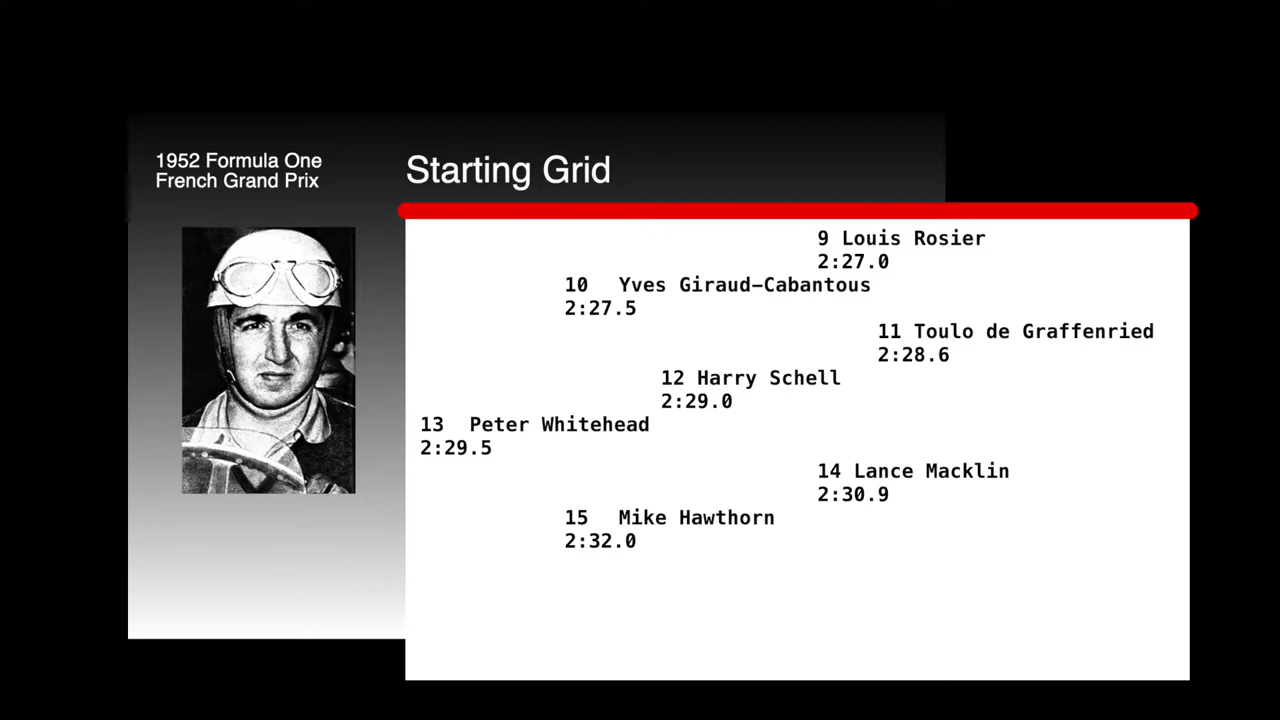 1952 Formula One
French Grand Prix
Starting Grid
9 Louis Rosier
2:27.0
10 Yves Giraud-Cabantous
2:27.5
11 Toulo de Graffenried
2:28.6
12 Harry Schell
2:29.0
13 Peter Whitehead
2:29.5
14 Lance Macklin
2:30.9
15 Mike Hawthorn
2:32.0